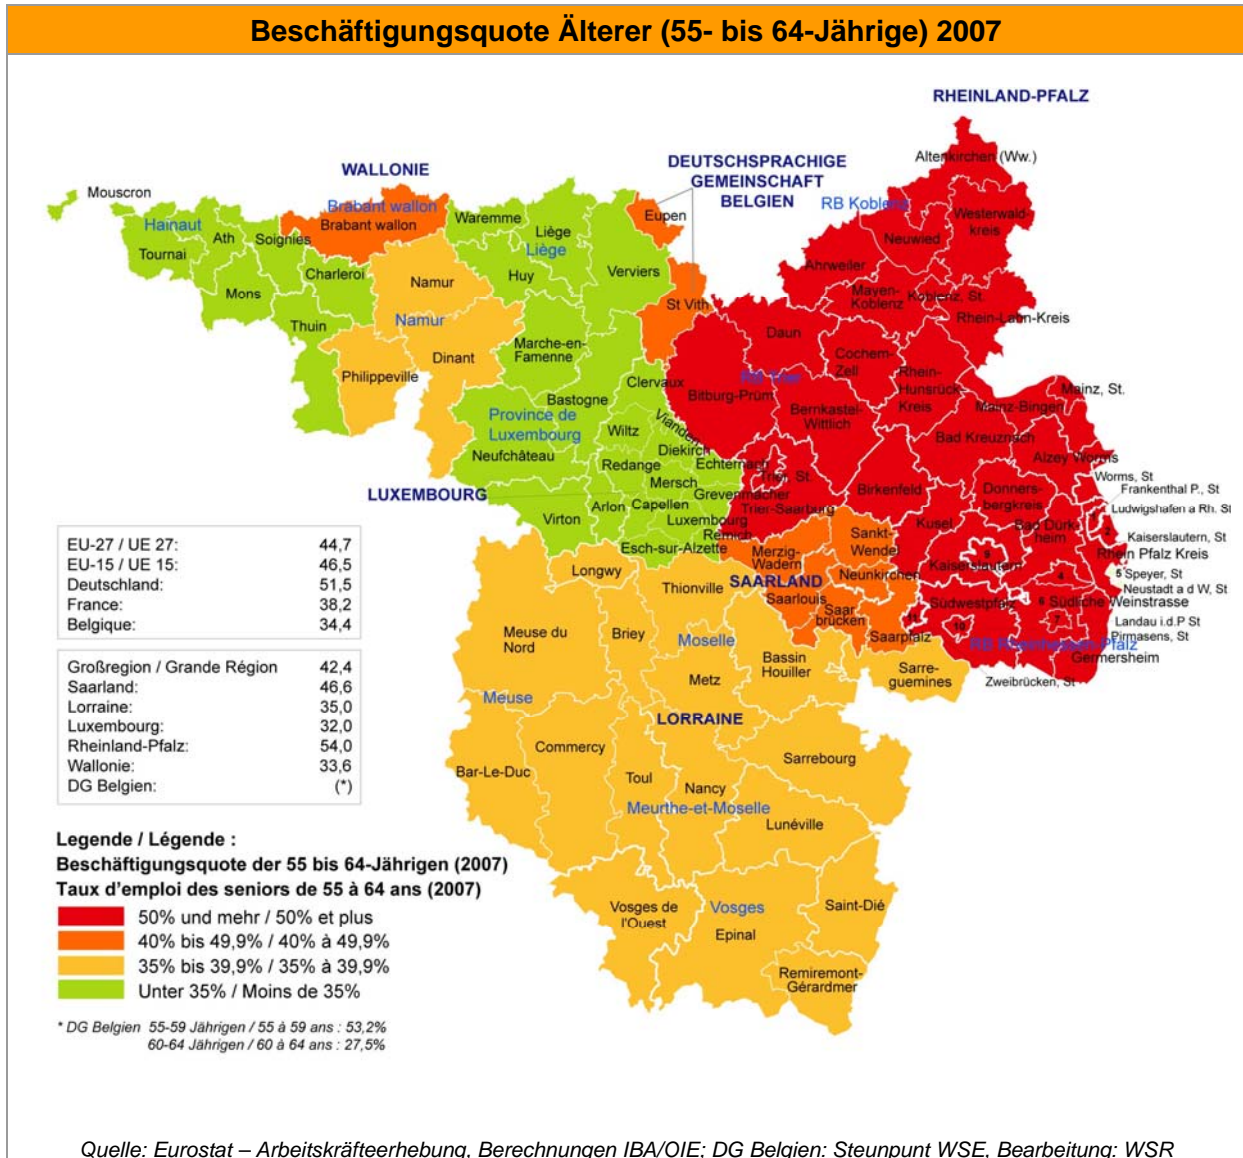 Beschäftigungsquote Älterer (55- bis 64-Jährige) 2007
RHEINLAND-PFALZ
Altenkirchen (Ww.)
WALLONIE
DEUTSCHSPRACHIGE
GEMEINSCHAFT
BELGIEN
Mouscron
Hainaut
Brabant wallon
Brabant wallon
Waremme
Liège
Liège
Eupen
RB Koblenz
Westerwald-
kreis
Neuwied
Ath
Soignies
Tournai
Charleroi
Huy
Verviers
Ahrweiler
Mons
Namur
Mayen-
Koblenz
Koblenz, St.
St Vith
Rhein-Lahn-Kreis
Thuin
Namur
Marche-en-
Famenne
Daun
Dinant
Cochem-
Zell
Philippeville
Clervaux
RB Trier
Bitburg-Prüm
Rhein-
Hunsrück-
Kreis
Mainz, St.
Bastogne
Bernkastel-
Wittlich
Mainz-Bingen
Province de
Luxembourg
Vianden
Wiltz
Diekirch
Bad Kreuznach
Neufchâteau
Redange
Echternach
Trier, St.
Alzey Worms
Mersch
Worms, St
LUXEMBOURG
Grevenmacher
Birkenfeld
Donners-
bergkreis
Frankenthal P., St
Arlon
Capellen
Trier-Saarburg
Ludwigshafen a Rh. St
Virton
Luxembourg
Kusel
Bad Dürk-
heim
2
Remich
Sankt-
Wendel
Kaiserslautern, St
Esch-sur-Alzette
Merzig-
Wadern
9
Rhein Pfalz Kreis
Longwy
Thionville
SAARLAND
Neunkirchen
Kaiserslautern
4
5
Speyer, St
Neustadt a d W, St
Saarlouis
Saar
brücken
Südwestpfalz
6
Südliche Weinstrasse
11
10
7
Landau i.d.P St
Meuse du
Nord
Briey
Moselle
Saarpfalz
Pirmasens, St
RB Rheinhessen-Pfalz
Bassin
Houiller
Sarre-
guemines
Germersheim
Metz
Zweibrücken, St
Meuse
LORRAINE
Commercy
Sarrebourg
Bar-Le-Duc
Toul
Nancy
Meurthe-et-Moselle
Lunéville
Vosges de
l'Ouest
Vosges
Saint-Dié
Epinal
Remiremont-
Gérardmer
EU-27 / UE 27: 44,7
EU-15 / UE 15: 46,5
Deutschland: 51,5
France: 38,2
Belgique: 34,4
Großregion / Grande Région 42,4
Saarland: 46,6
Lorraine: 35,0
Luxembourg: 32,0
Rheinland-Pfalz: 54,0
Wallonie: 33,6
DG Belgien: (*)
Legende / Légende :
Beschäftigungsquote der 55 bis 64-Jährigen (2007)
Taux d'emploi des seniors de 55 à 64 ans (2007)
50% und mehr / 50% et plus
40% bis 49,9% / 40% à 49,9%
35% bis 39,9% / 35% à 39,9%
Unter 35% / Moins de 35%
* DG Belgien 55-59 Jährigen / 55 à 59 ans : 53,2%
60-64 Jährigen / 60 à 64 ans : 27,5%
Quelle: Eurostat – Arbeitskräfteerhebung, Berechnungen IBA/OIE; DG Belgien: Steunpunt WSE, Bearbeitung: WSR